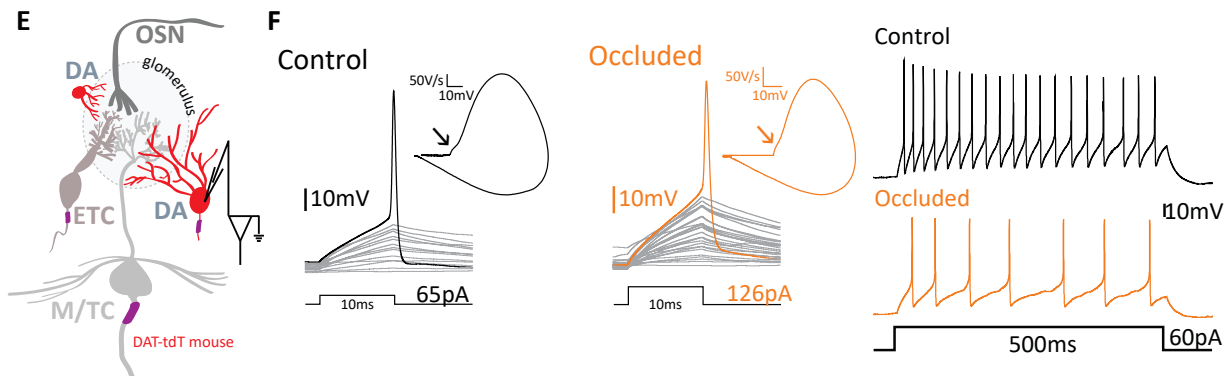 E
OSN
DA
glomerulus
DA
ETC
M/TC
DAT-tdT mouse
F
Control
50V/s
10mV
10mV
10ms
65pA
Occluded
50V/s
10mV
10mV
10ms
126pA
Control
10mV
Occluded
500ms
60pA